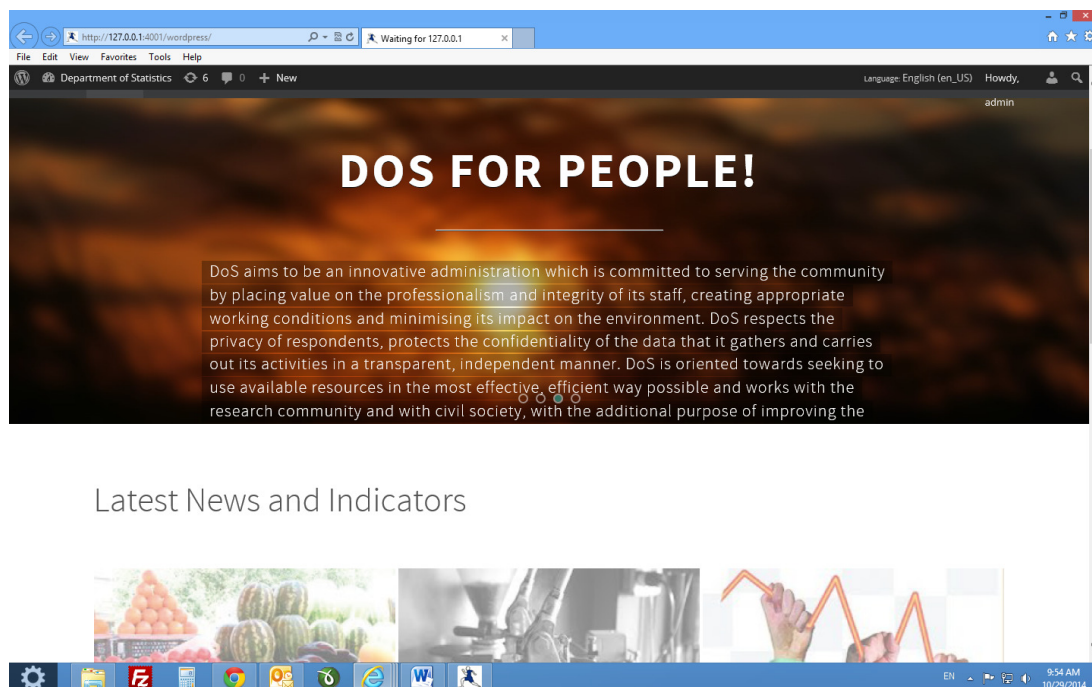 http://127.0.0.1:4001/wordpress/
Waiting for 127.0.0.1
File Edit View Favorites Tools Help
Department of Statistics 6 0 + New Language: English (en_US) Howdy,
admin
DOS FOR PEOPLE!
DoS aims to be an innovative administration which is committed to serving the community
by placing value on the professionalism and integrity of its staff, creating appropriate
working conditions and minimising its impact on the environment. DoS respects the
privacy of respondents, protects the confidentiality of the data that it gathers and carries
out its activities in a transparent, independent manner. DoS is oriented towards seeking to
use available resources in the most effective, efficient way possible and works with the
research community and with civil society, with the additional purpose of improving the
Latest News and Indicators
EN
9:54 AM
10/29/2014